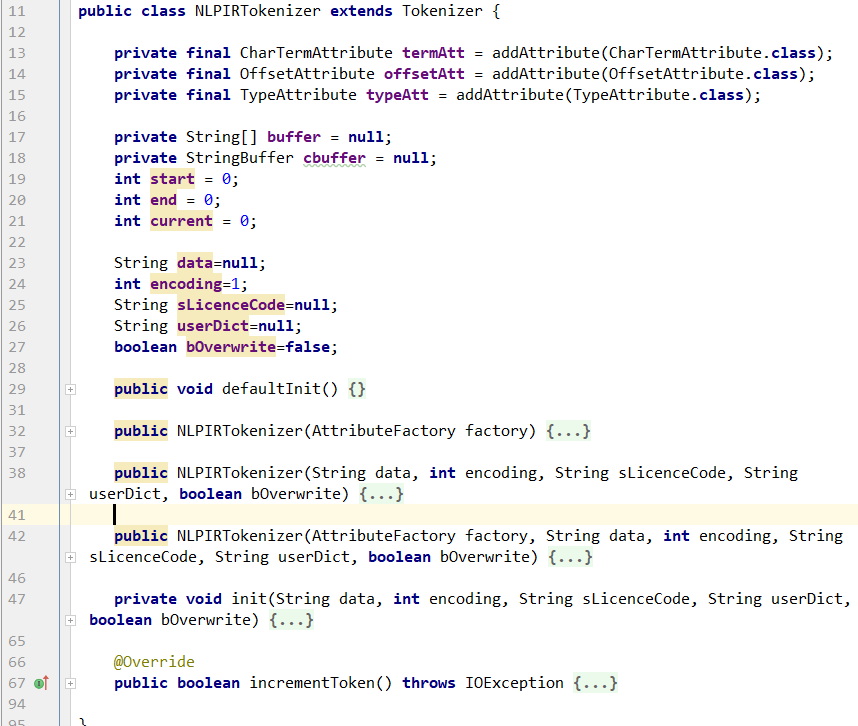 11 public class NLPIRTokenizer extends Tokenizer {
12
13 private final CharTermAttribute termAtt = addAttribute(CharTermAttribute.class);
14 private final OffsetAttribute offsetAtt = addAttribute(OffsetAttribute.class);
15 private final TypeAttribute typeAtt = addAttribute(TypeAttribute.class);
16
17 private String[] buffer = null;
18 private StringBuffer cbuffer = null;
19 int start = 0;
20 int end = 0;
21 int current = 0;
22
23 String data=null;
24 int encoding=1;
25 String sLicenceCode=null;
26 String userDict=null;
27 boolean bOverwrite=false;
28
29 public void defaultInit() {}
31
32 public NLPIRTokenizer(AttributeFactory factory) {...}
37
38 public NLPIRTokenizer(String data, int encoding, String sLicenceCode, String
userDict, boolean bOverwrite) {...}
41
42 public NLPIRTokenizer(AttributeFactory factory, String data, int encoding, String
sLicenceCode, String userDict, boolean bOverwrite) {...}
46
47 private void init(String data, int encoding, String sLicenceCode, String userDict,
boolean bOverwrite) {...}
65
66 @Override
67 public boolean incrementToken() throws IOException {...}
94
95 }